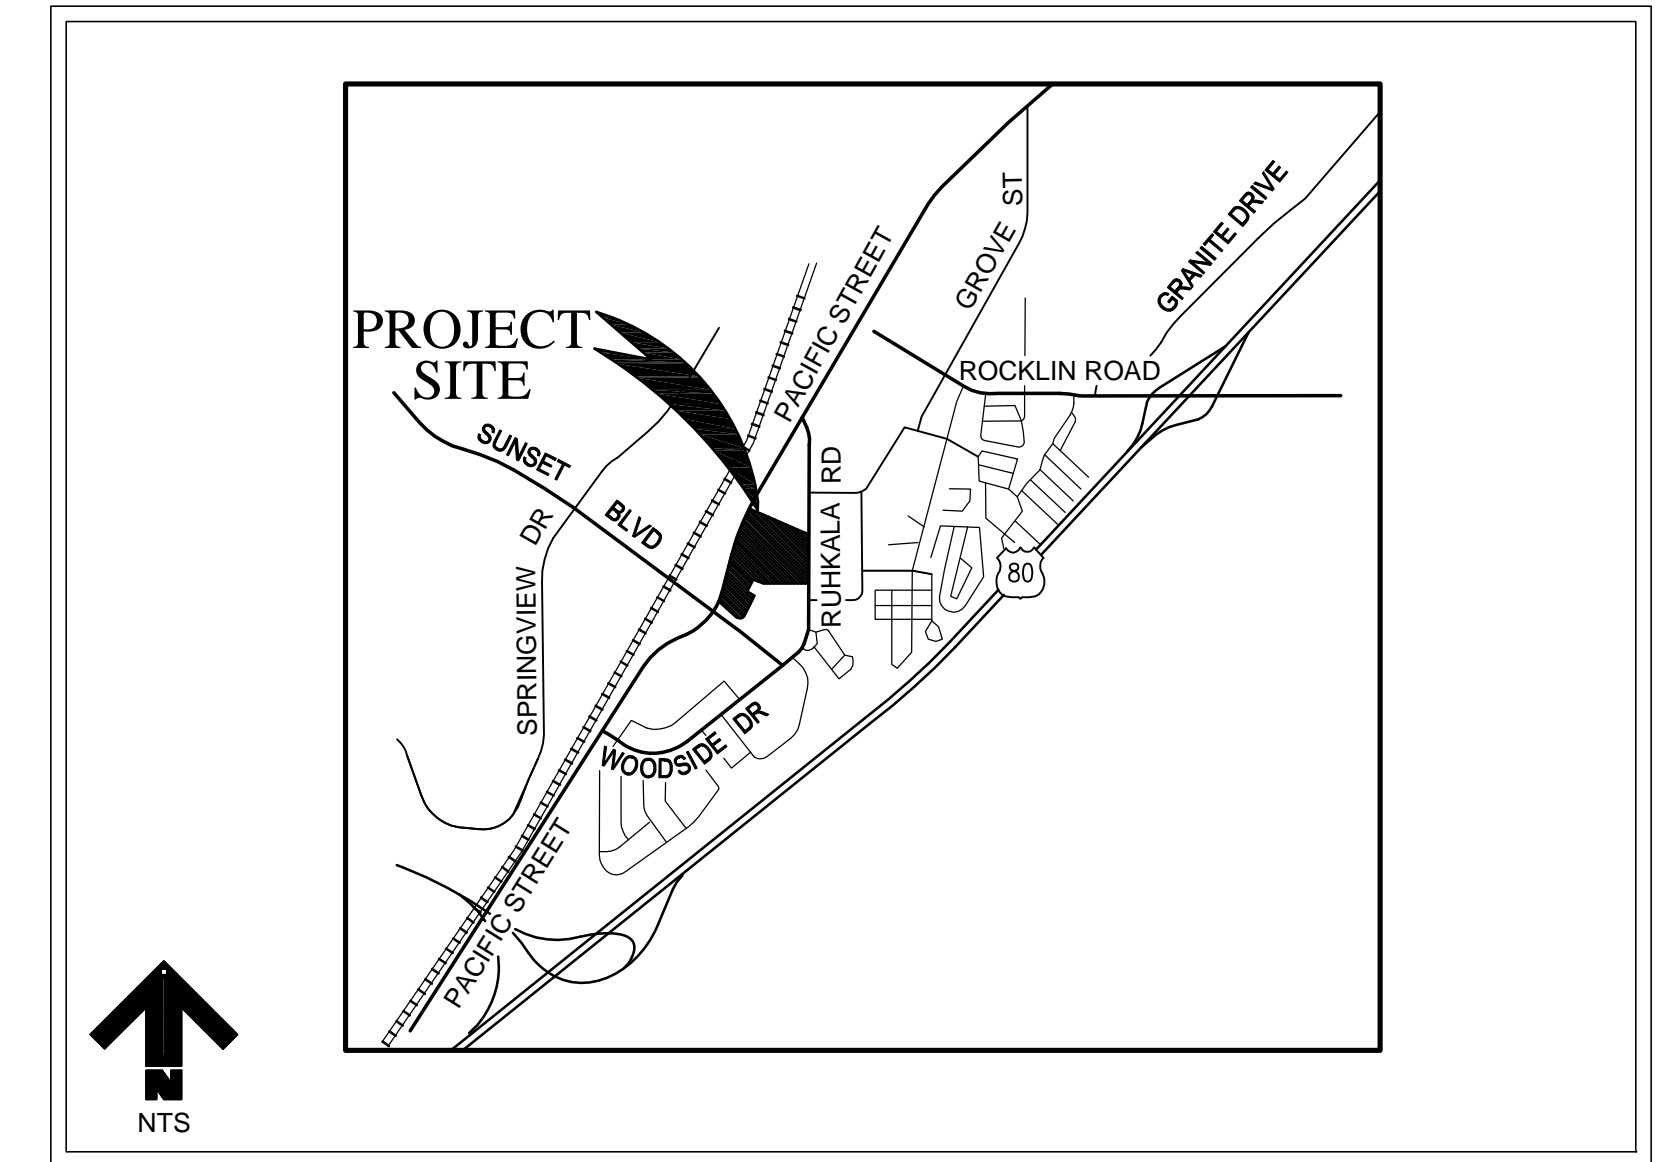 PACIFIC STREET
GROVE ST
GRANITE DRIVE
PROJECT
SITE
ROCKLIN ROAD
SUNSET BLVD
SPRINGVIEW DR
RUHKALA RD
80
WOODSIDE DR
PACIFIC STREET
N
NTS